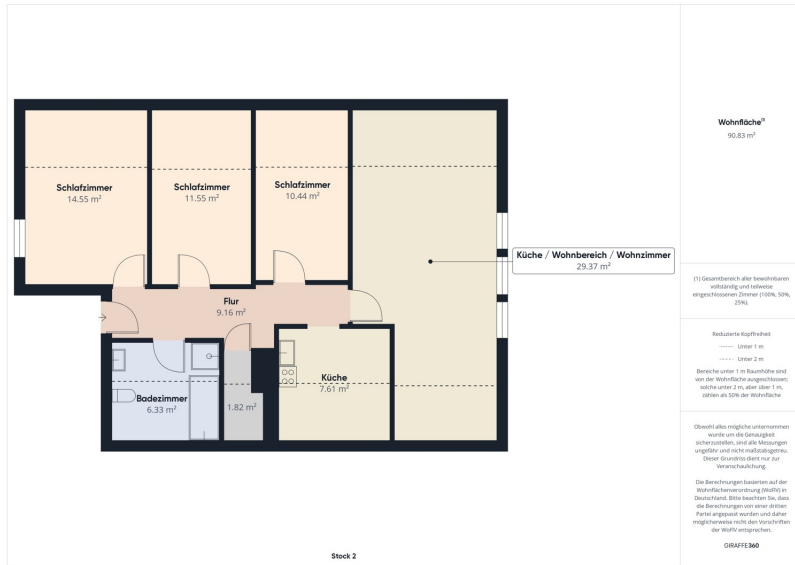 Schlafzimmer
14.55 m²
Schlafzimmer
11.55 m²
Schlafzimmer
10.44 m²
Küche / Wohnbereich / Wohnzimmer
29.37 m²
Flur
9.16 m²
Küche
7.61 m²
Badezimmer
6.33 m²
1.82 m²
Stock 2
Wohnfläche⁽¹⁾
90.83 m²
(1) Gesamtbereich aller bewohnbaren
vollständig und teilweise
eingeschlossenen Zimmer (100%, 50%,
25%).
Reduzierte Kopffreiheit
Unter 1 m
Unter 2 m
Bereiche unter 1 m Raumhöhe sind
von der Wohnfläche ausgeschlossen;
solche unter 2 m, aber über 1 m,
zählen als 50% der Wohnfläche
Obwohl alles mögliche unternommen
wurde um die Genauigkeit
sicherzustellen, sind alle Messungen
ungefähr und nicht maßstabsgetreu.
Dieser Grundriss dient nur zur
Veranschaulichung.
Die Berechnungen basierten auf der
Wohnflächenverordnung (WoFlV) in
Deutschland. Bitte beachten Sie, dass
die Berechnungen von einer dritten
Partei angepasst wurden und daher
möglicherweise nicht den Vorschriften
der WoFlV entsprechen.
GIRAFFE360